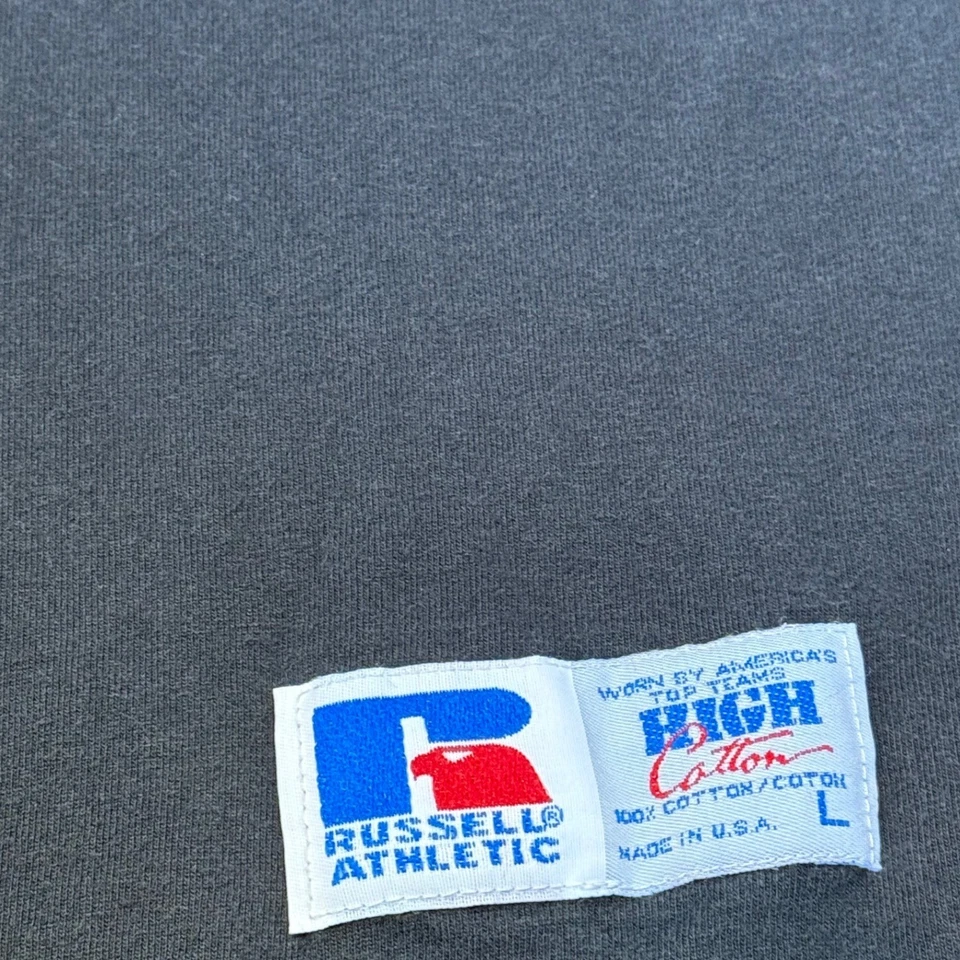 RUSSELL®
ATHLETIC
WORN BY AMERICA'S
TOP TEAMS
HIGH
Cotton
100% COTTON/COTON
L
MADE IN U.S.A.